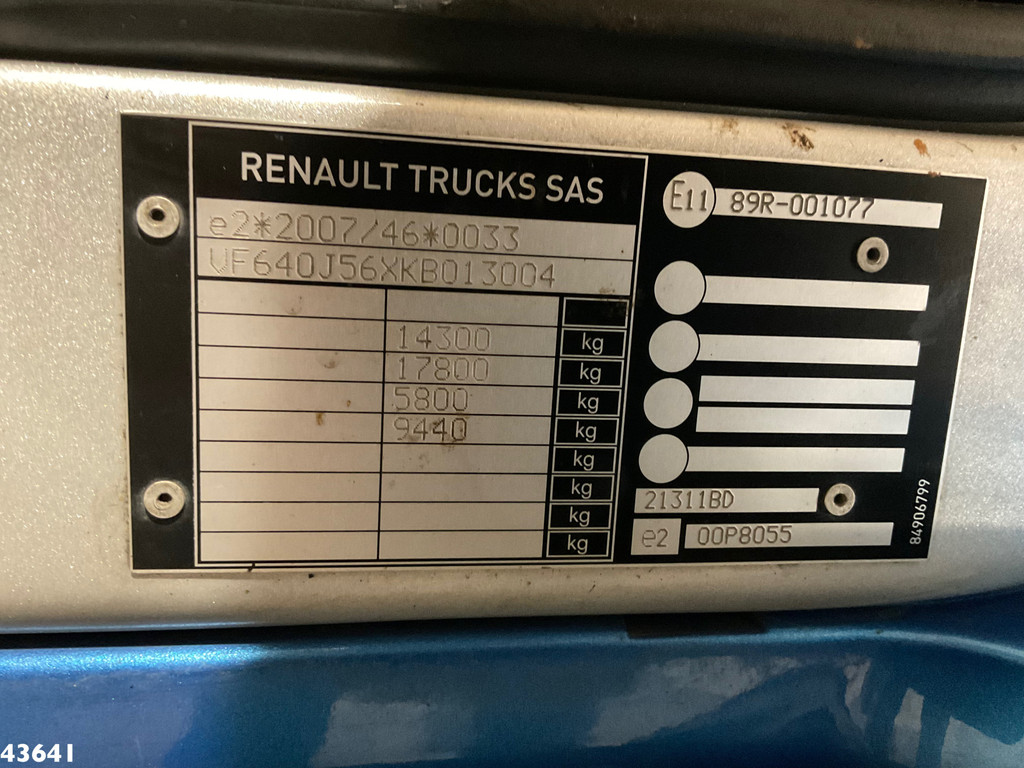 RENAULT TRUCKS SAS
e2*2007/46*0033
VF640J56XKB013004
14300 kg
17800 kg
5800 kg
9440 kg
kg
kg
kg
kg
E11 89R-001077
21311BD
e2 00P8055
84906799
43641